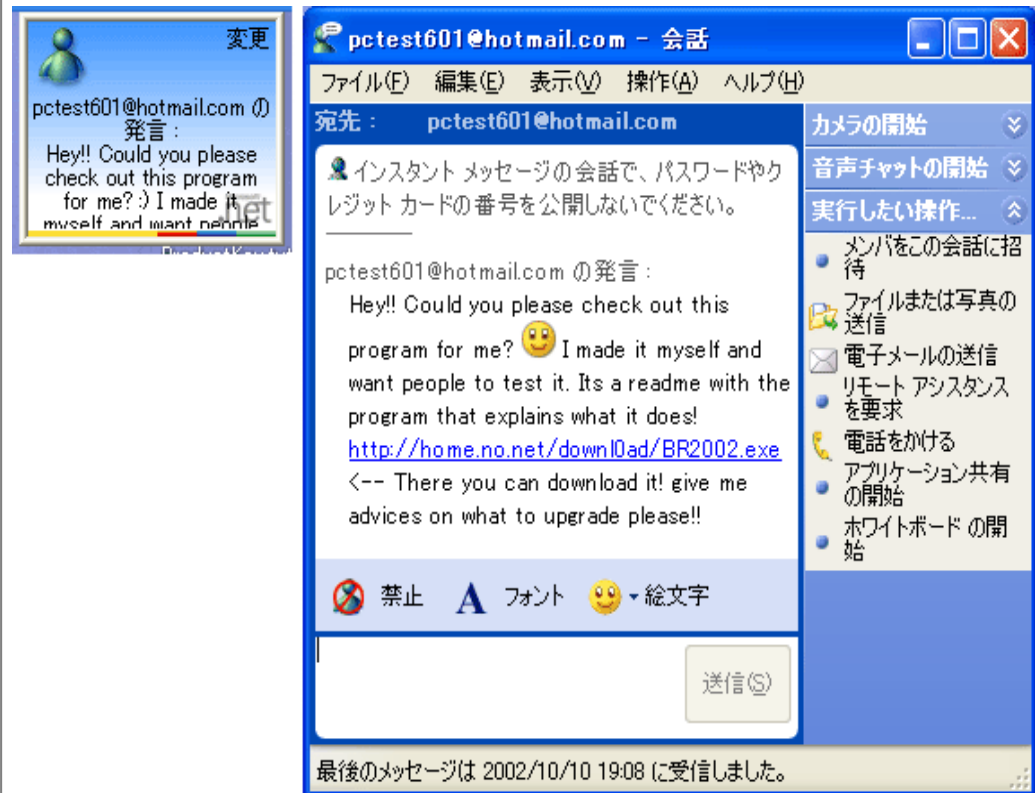 変更
pctest601@hotmail.com の
発言 :
Hey!! Could you please
check out this program
for me? :) I made it
myself and want people
.net
pctest601@hotmail.com - 会話
ファイル(F) 編集(E) 表示(V) 操作(A) ヘルプ(H)
宛先 : pctest601@hotmail.com
インスタント メッセージの会話で、パスワードやク
レジット カードの番号を公開しないでください。
pctest601@hotmail.com の発言 :
Hey!! Could you please check out this
program for me? I made it myself and
want people to test it. Its a readme with the
program that explains what it does!
http://home.no.net/downl0ad/BR2002.exe
<-- There you can download it! give me
advices on what to upgrade please!!
禁止 A フォント 絵文字
送信(S)
最後のメッセージは 2002/10/10 19:08 に受信しました。
カメラの開始
音声チャットの開始
実行したい操作...
メンバをこの会話に招
待
ファイルまたは写真の
送信
電子メールの送信
リモート アシスタンス
を要求
電話をかける
アプリケーション共有
の開始
ホワイトボード の開
始